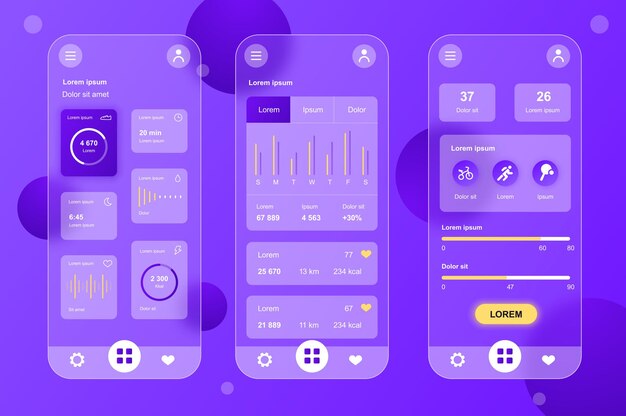 Lorem ipsum
Dolor sit amet
Lorem ipsum
4 670
Lorem
Lorem ipsum
20 min
Lorem ipsum
Lorem ipsum
6:45
Dolor sit amet
Lorem ipsum
Dolor
Lorem ipsum
Lorem ipsum
2 300
Kkal
Dolor sit amet
Lorem ipsum
Lorem Ipsum Dolor
S M T W T F S
Lorem Ipsum Dolor sit
67 889 4 563 +30%
Lorem 77
25 670 13 km 234 kcal
Lorem 67
21 889 11 km 234 kcal
37 26
Dolor sit Lorem
Lorem ipsum
Dolor sit Lorem Ipsum
Lorem ipsum
0 60 80
Dolor sit
0 47 90
LOREM